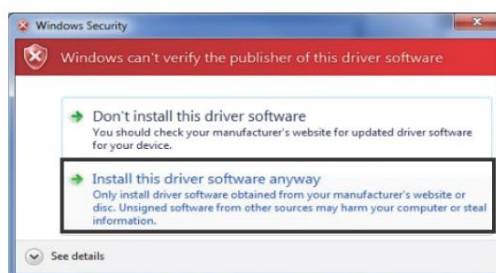 Windows Security
Windows can't verify the publisher of this driver software
Don't install this driver software
You should check your manufacturer's website for updated driver software
for your device.
Install this driver software anyway
Only install driver software obtained from your manufacturer's website or
disc. Unsigned software from other sources may harm your computer or steal
information.
See details